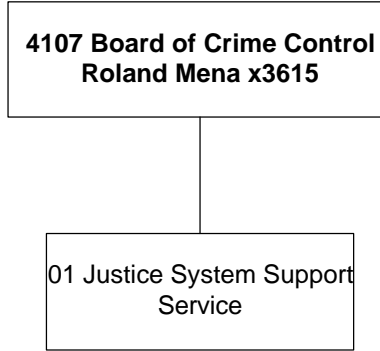 4107 Board of Crime Control
Roland Mena x3615
01 Justice System Support
Service